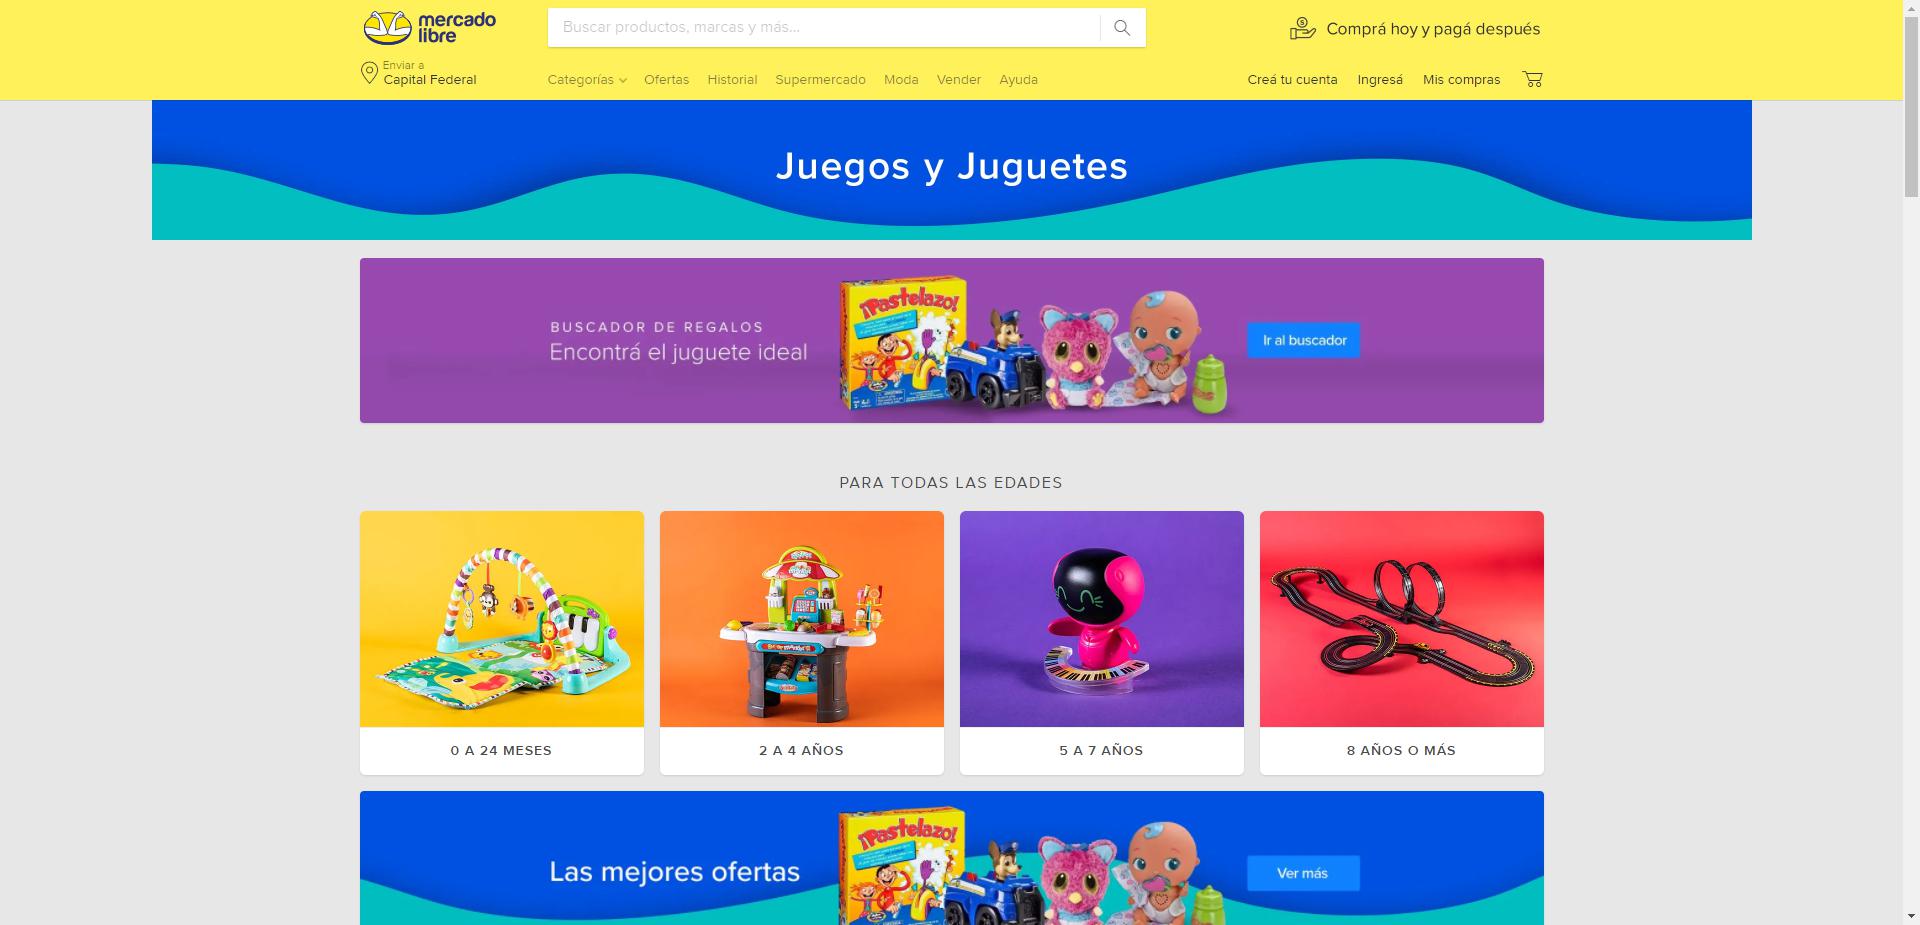 mercado
libre
Buscar productos, marcas y más...
Comprá hoy y pagá después
Enviar a
Capital Federal
Categorías
Ofertas
Historial
Supermercado
Moda
Vender
Ayuda
Creá tu cuenta
Ingresá
Mis compras
Juegos y Juguetes
BUSCADOR DE REGALOS
Encontrá el juguete ideal
¡Pastelazo!
Ir al buscador
PARA TODAS LAS EDADES
0 A 24 MESES
2 A 4 AÑOS
5 A 7 AÑOS
8 AÑOS O MÁS
Las mejores ofertas
¡Pastelazo!
Ver más